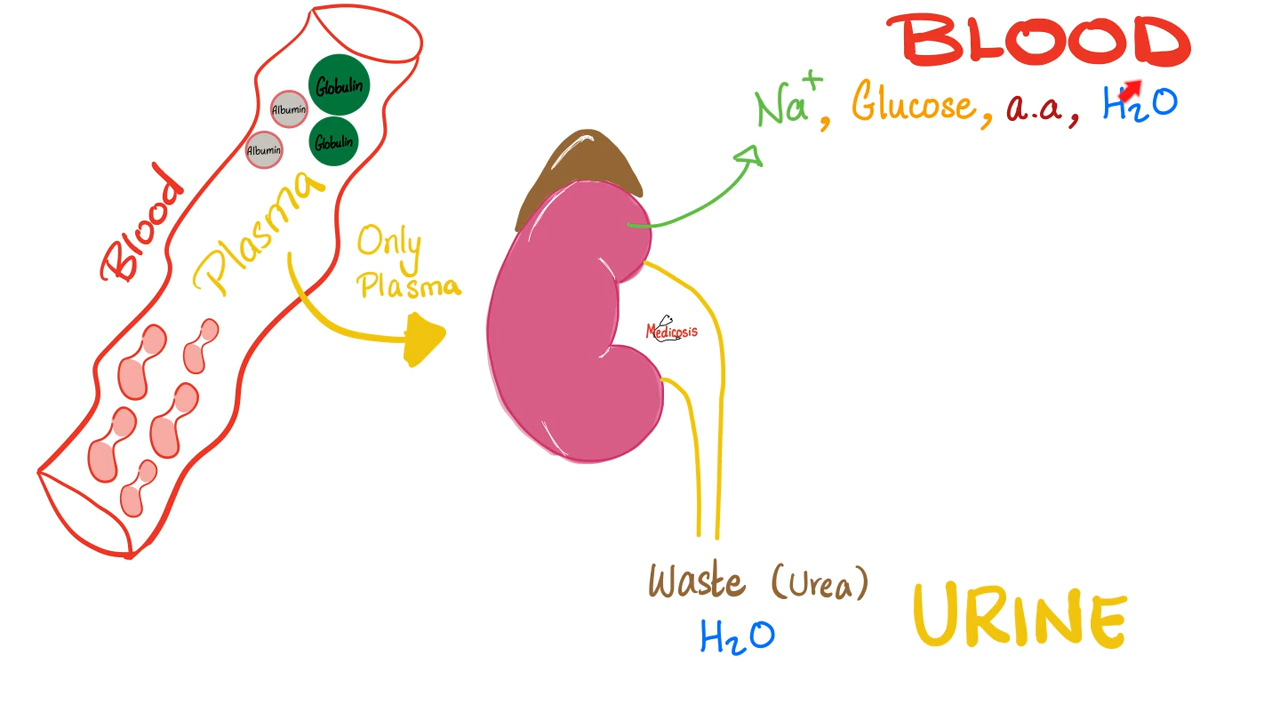 BLOOD
Na⁺, Glucose, a.a, H₂O
Globulin
Albumin
Globulin
Albumin
Blood
Plasma
Only
Plasma
Medicosis
Waste (Urea)
H₂O
URINE